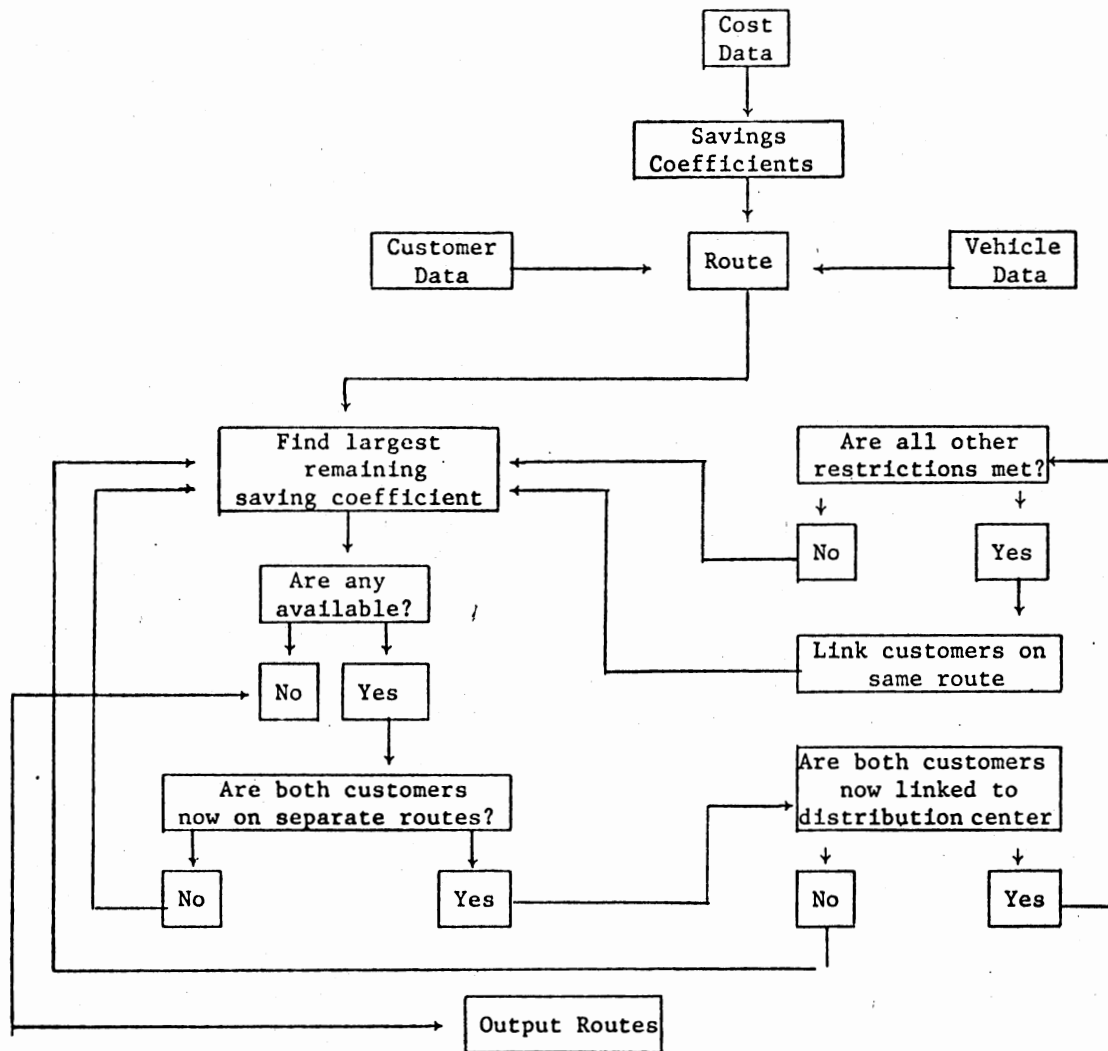 Cost
Data
Savings
Coefficients
Customer
Data
Route
Vehicle
Data
Find largest
remaining
saving coefficient
Are all other
restrictions met?
No
Yes
Are any
available?
Link customers on
same route
No
Yes
Are both customers
now on separate routes?
Are both customers
now linked to
distribution center
No
Yes
No
Yes
Output Routes